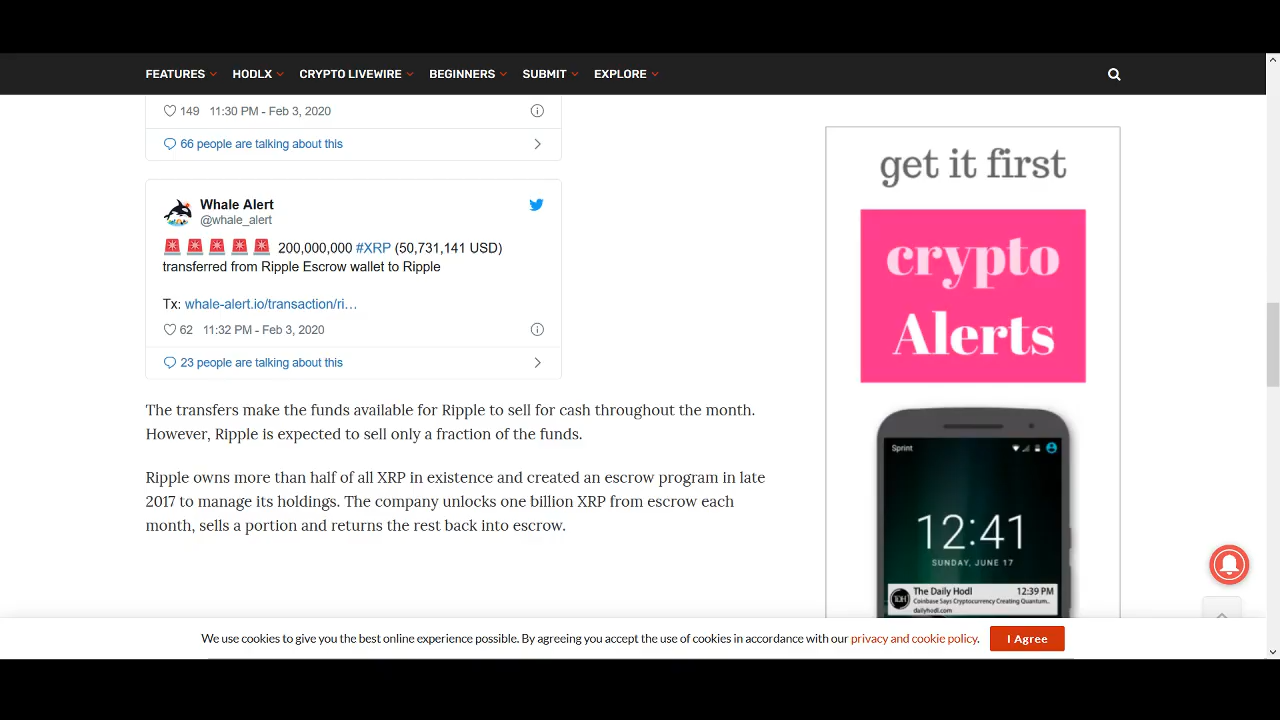 FEATURES HODLX CRYPTO LIVEWIRE BEGINNERS SUBMIT EXPLORE
149 11:30 PM - Feb 3, 2020
66 people are talking about this
Whale Alert
@whale_alert
🚨 🚨 🚨 🚨 🚨 200,000,000 #XRP (50,731,141 USD)
transferred from Ripple Escrow wallet to Ripple
Tx: whale-alert.io/transaction/ri…
62 11:32 PM - Feb 3, 2020
23 people are talking about this
The transfers make the funds available for Ripple to sell for cash throughout the month.
However, Ripple is expected to sell only a fraction of the funds.
Ripple owns more than half of all XRP in existence and created an escrow program in late
2017 to manage its holdings. The company unlocks one billion XRP from escrow each
month, sells a portion and returns the rest back into escrow.
get it first
crypto
Alerts
Sprint
12:41
SUNDAY, JUNE 17
The Daily Hodl 12:39 PM
Coinbase Says Cryptocurrency Creating Quantum..
dailyhodl.com
We use cookies to give you the best online experience possible. By agreeing you accept the use of cookies in accordance with our privacy and cookie policy. I Agree